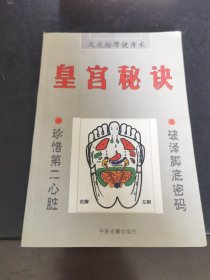 足底按摩健身术
皇宫秘诀
珍惜第二心脏
破译脚底密码
右脚
左脚
中医古籍出版社